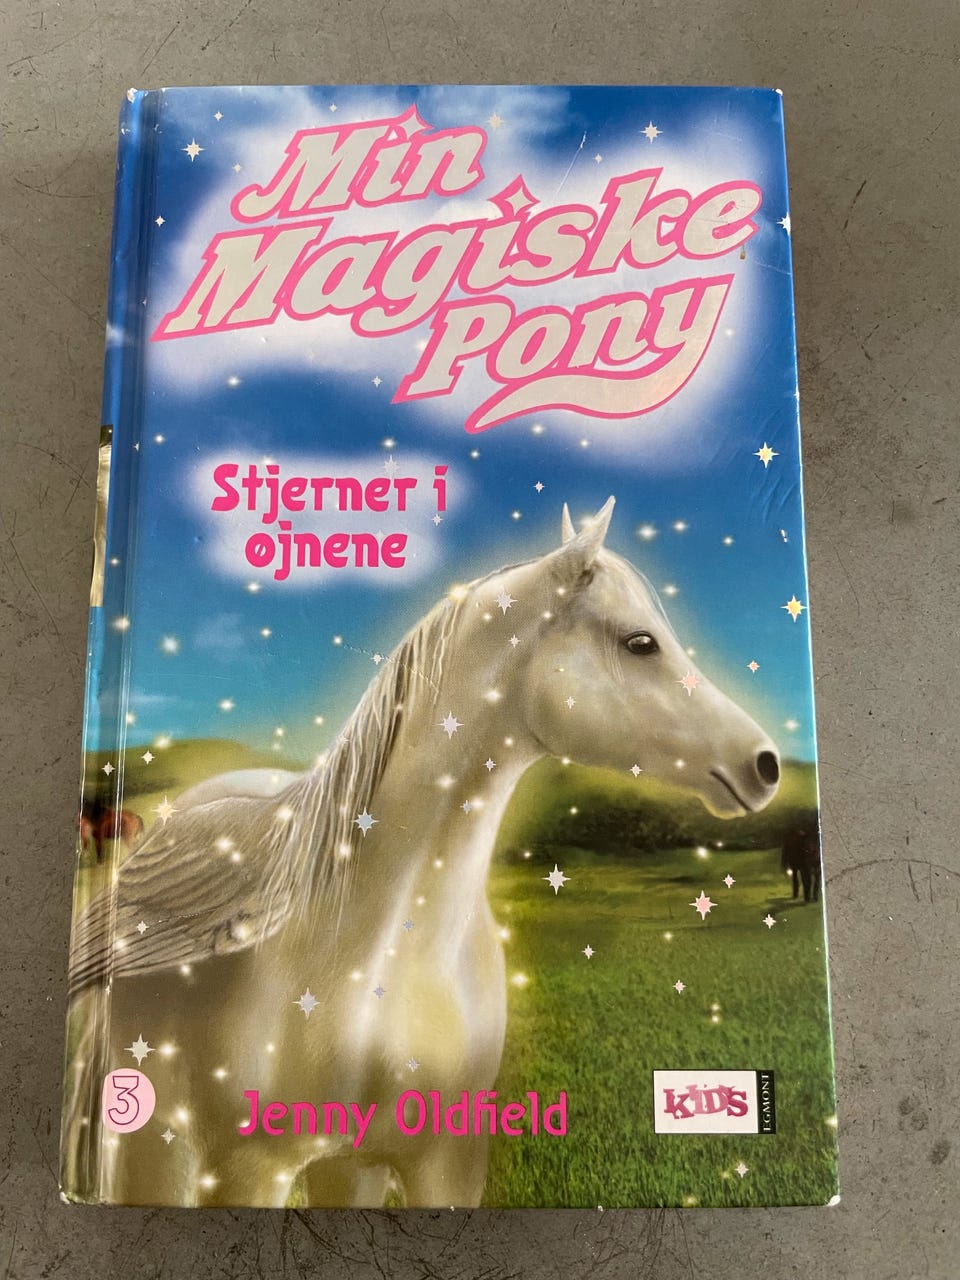 Min
Magiske
Pony
Stjerner i
øjnene
3
Jenny Oldfield
KIDS
EGMONT